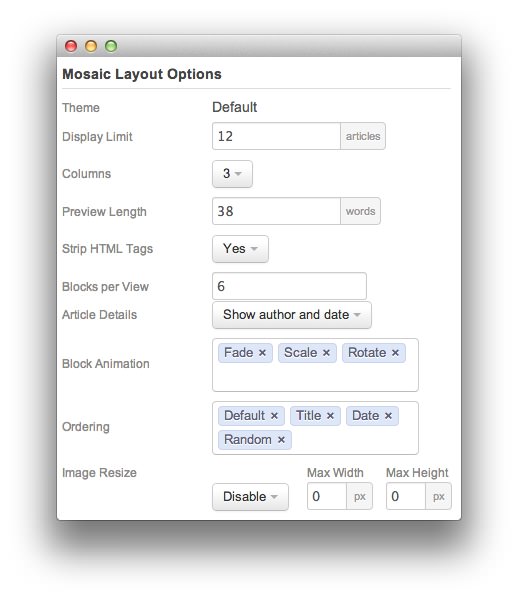 Mosaic Layout Options
Theme Default
Display Limit 12 articles
Columns 3
Preview Length 38 words
Strip HTML Tags Yes
Blocks per View 6
Article Details Show author and date
Block Animation Fade × Scale × Rotate ×
Ordering Default × Title × Date ×
Random ×
Image Resize Max Width Max Height
Disable 0 px 0 px